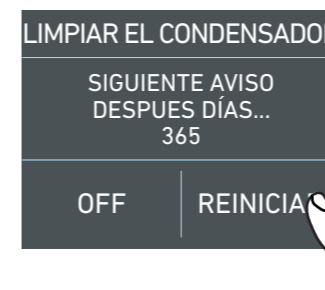 LIMPIAR EL CONDENSADO
SIGUIENTE AVISO
DESPUES DÍAS...
365
OFF REINICIA